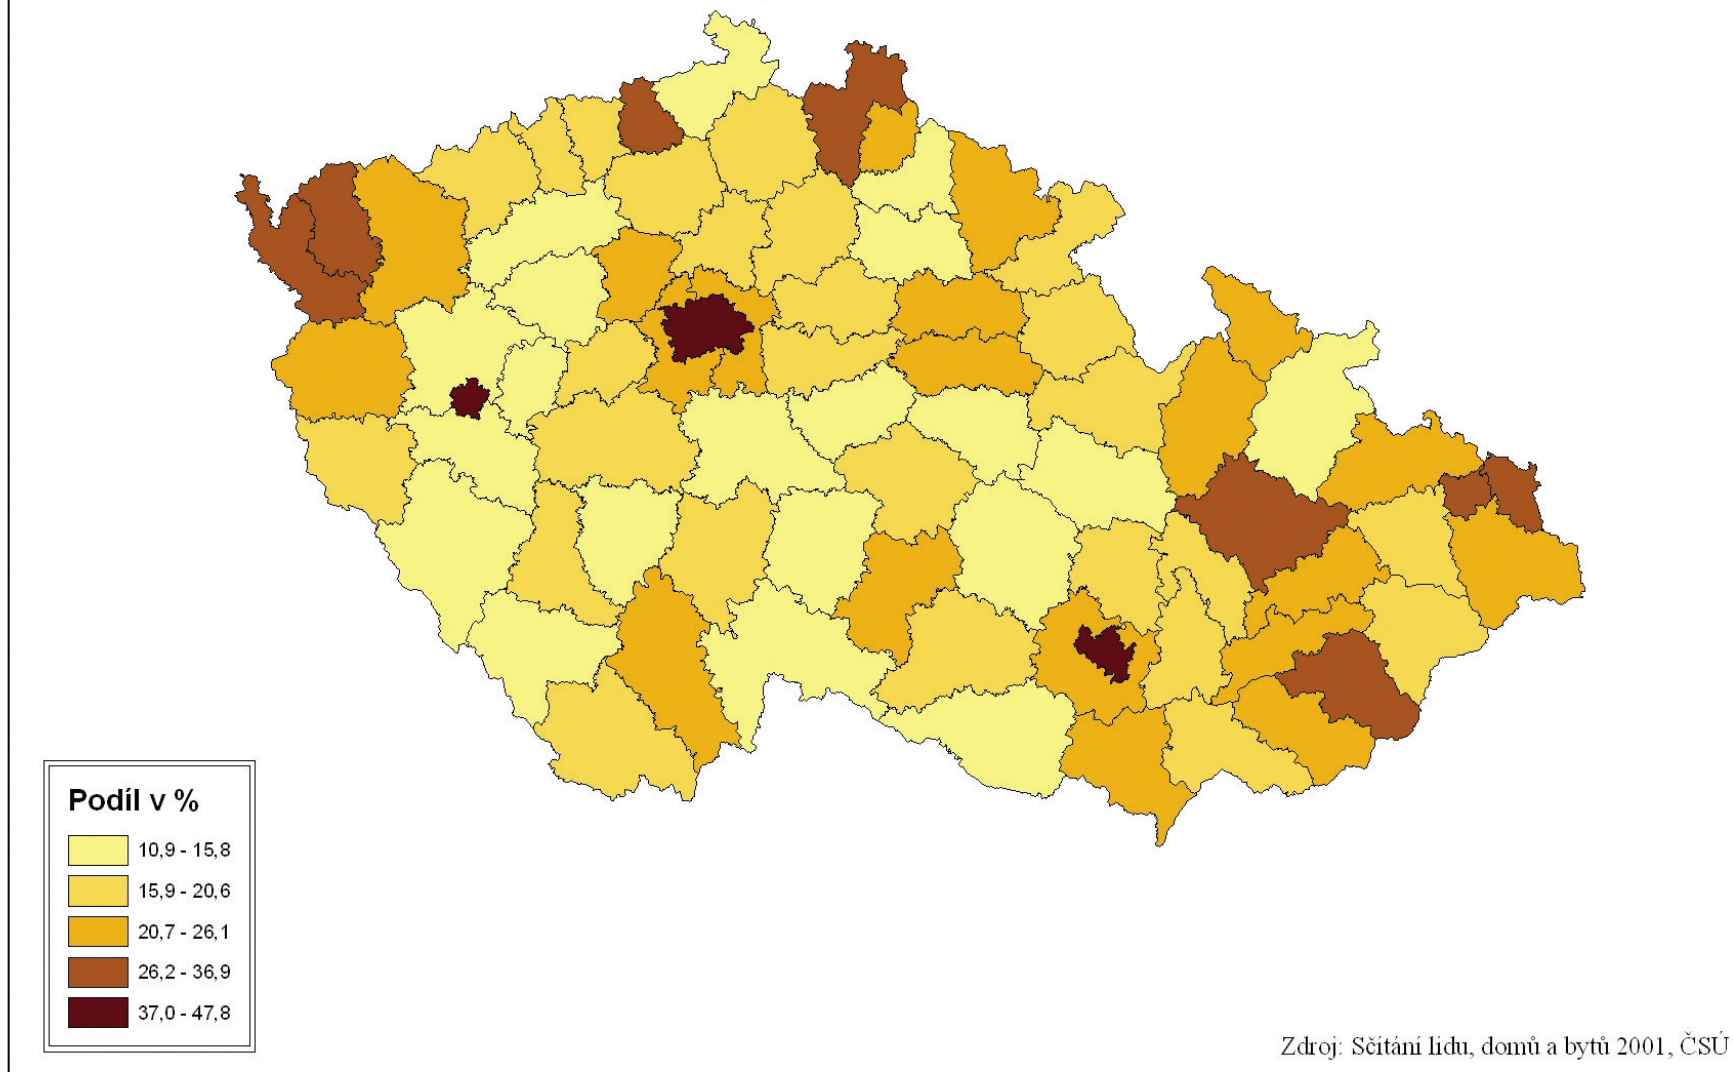 Podíl v %
10,9 - 15,8
15,9 - 20,6
20,7 - 26,1
26,2 - 36,9
37,0 - 47,8
Zdroj: Sčítání lidu, domů a bytů 2001, ČSÚ